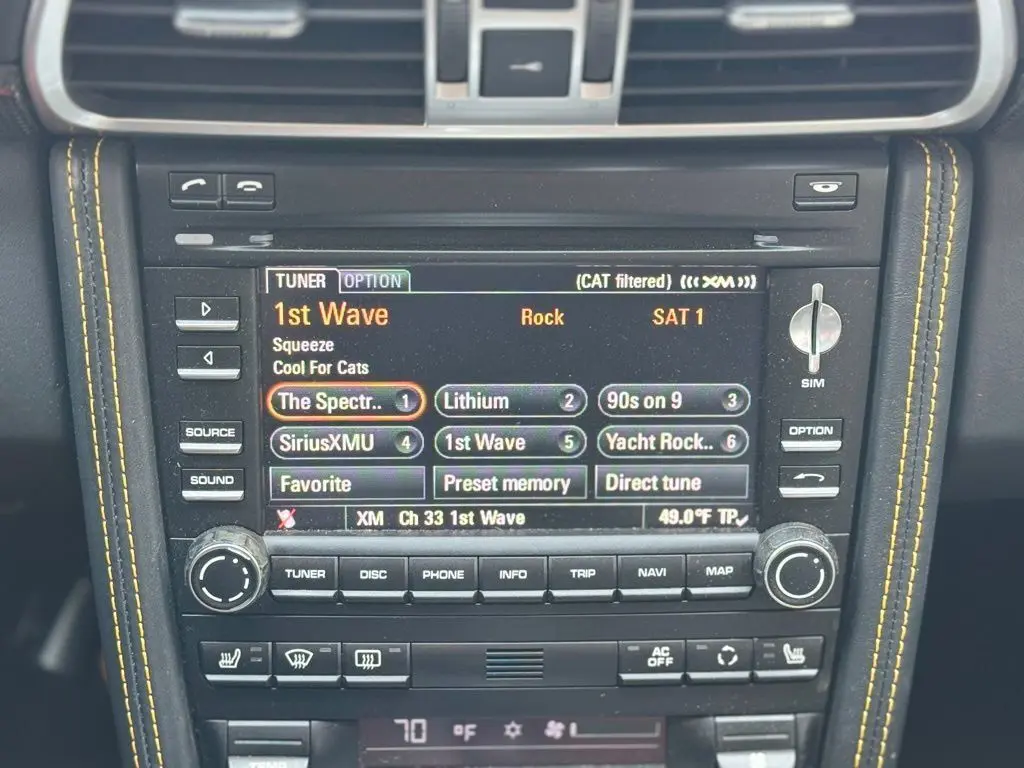 TUNER OPTION (CAT filtered) ((( XM )))
1st Wave Rock SAT 1
Squeeze
Cool For Cats
SIM
The Spectr.. 1 Lithium 2 90s on 9 3
SOURCE SiriusXMU 4 1st Wave 5 Yacht Rock.. 6 OPTION
SOUND Favorite Preset memory Direct tune
XM Ch 33 1st Wave 49.0°F TP
TUNER DISC PHONE INFO TRIP NAVI MAP
AC
OFF
70 °F
TEMP